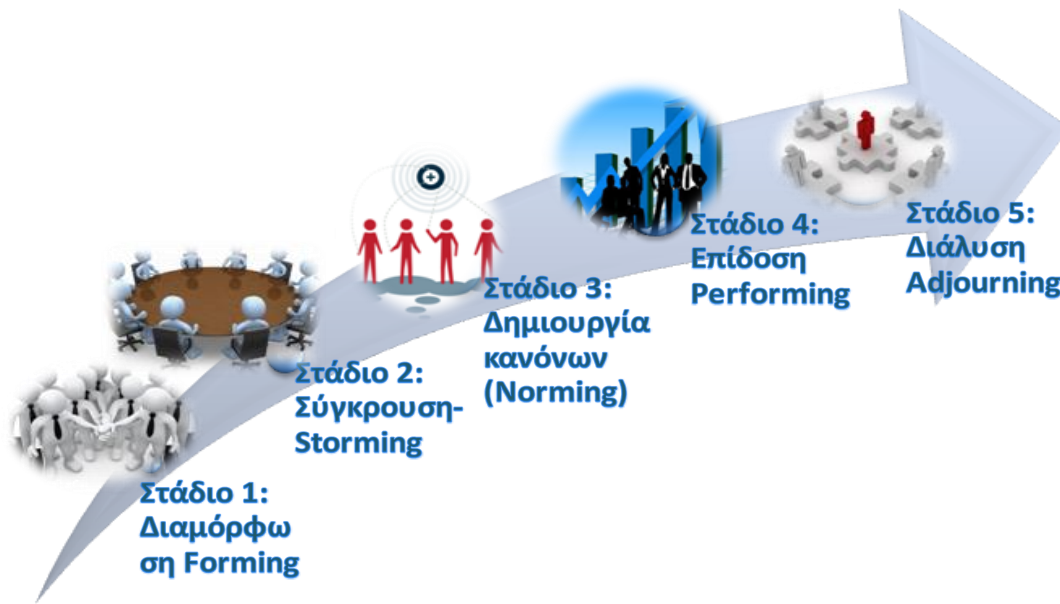 Στάδιο 1:
Διαμόρφω
ση Forming
Στάδιο 2:
Σύγκρουση-
Storming
Στάδιο 3:
Δημιουργία
κανόνων
(Norming)
Στάδιο 4:
Επίδοση
Performing
Στάδιο 5:
Διάλυση
Adjourning